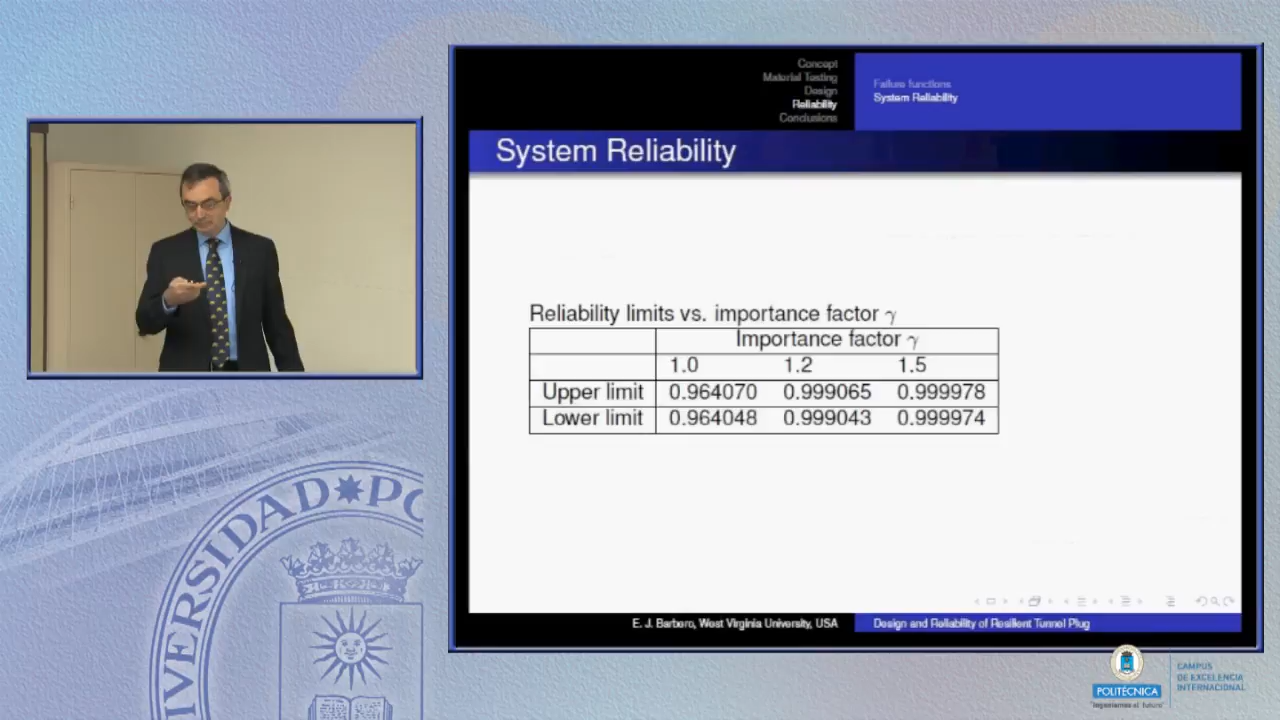 Concept
Material Testing
Design
Reliability
Conclusions
Failure functions
System Reliability
System Reliability
Reliability limits vs. importance factor γ
Importance factor γ
1.0 1.2 1.5
Upper limit 0.964070 0.999065 0.999978
Lower limit 0.964048 0.999043 0.999974
E. J. Barbero, West Virginia University, USA
Design and Reliability of Resilient Tunnel Plug
UNIVERSIDAD PO
POLITÉCNICA
"Ingeniamos el futuro"
CAMPUS
DE EXCELENCIA
INTERNACIONAL